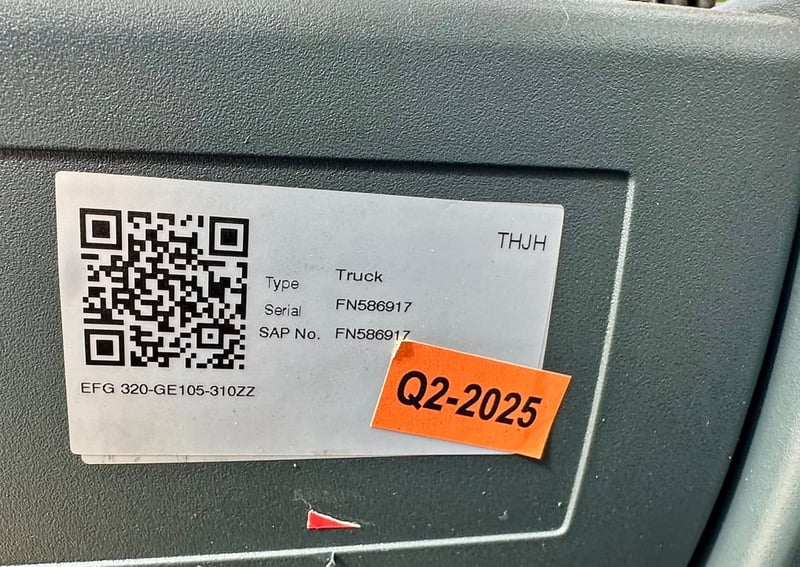 THJH
Type Truck
Serial FN586917
SAP No. FN586917
EFG 320-GE105-310ZZ
Q2-2025